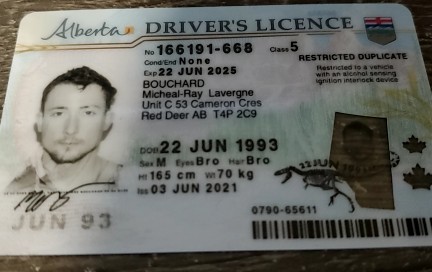 Alberta DRIVER'S LICENCE
No 166191-668 Class 5
Cond/End None
Exp 22 JUN 2025
RESTRICTED DUPLICATE
Restricted to a vehicle
with an alcohol sensing
ignition interlock device
BOUCHARD
Micheal-Ray Lavergne
Unit C 53 Cameron Cres
Red Deer AB T4P 2C9
DOB 22 JUN 1993
Sex M Eyes Bro Hair Bro
Ht 165 cm Wt 70 kg
Iss 03 JUN 2021
22 JUN
JUN 93
0790-65611